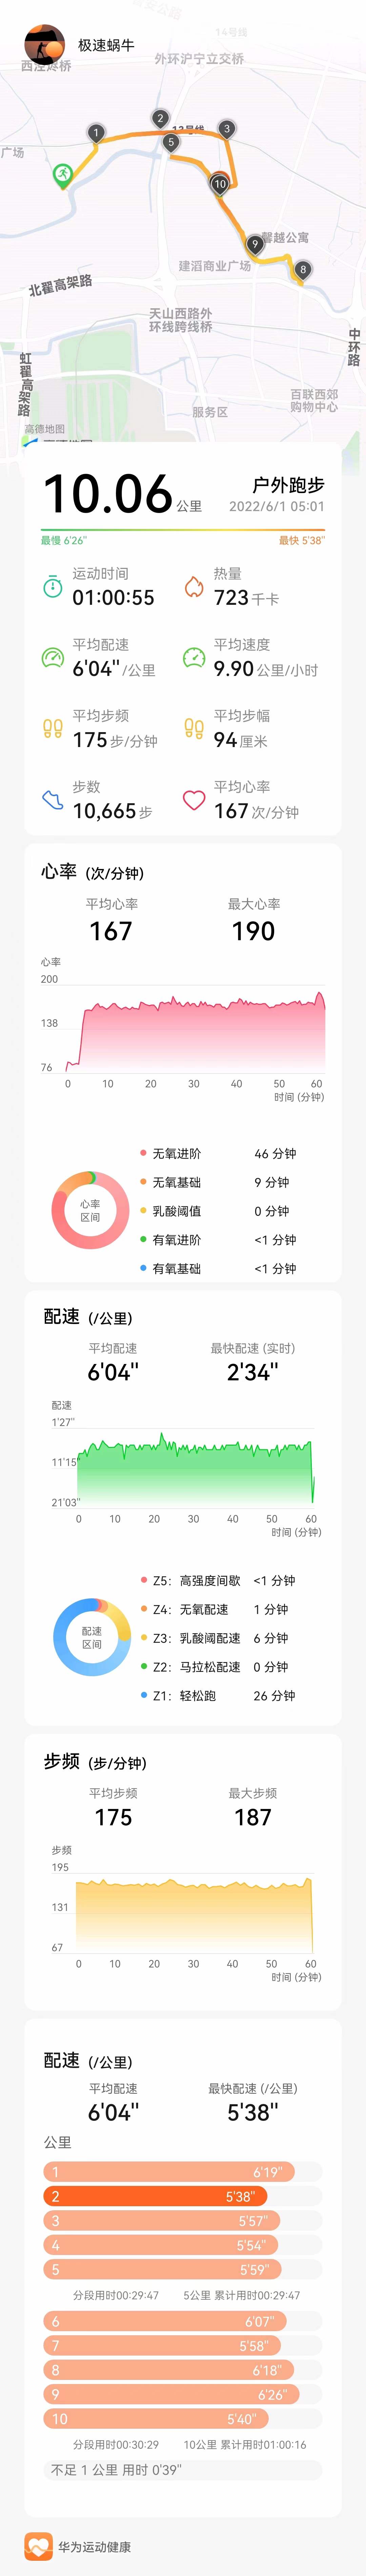 极速蜗牛
14号线
外环沪宁立交桥
西泾浜桥
2
13号线
3
1
5
广场
10
9
馨越公寓
建滔商业广场
8
北翟高架路
天山西路外
环线跨线桥
中环路
虹翟高架路
百联西郊
购物中心
服务区
高德地图
10.06公里
户外跑步
2022/6/1 05:01
最慢 6'26"
最快 5'38"
运动时间
01:00:55
热量
723千卡
平均配速
6'04"/公里
平均速度
9.90公里/小时
平均步频
175步/分钟
平均步幅
94厘米
步数
10,665步
平均心率
167次/分钟
心率 (次/分钟)
平均心率 最大心率
167 190
心率
200
138
76
0 10 20 30 40 50 60
时间 (分钟)
心率
区间
无氧进阶 46 分钟
无氧基础 9 分钟
乳酸阈值 0 分钟
有氧进阶 <1 分钟
有氧基础 <1 分钟
配速 (/公里)
平均配速 最快配速 (实时)
6'04" 2'34"
配速
1'27"
11'15"
21'03"
0 10 20 30 40 50 60
时间 (分钟)
配速
区间
Z5：高强度间歇 <1 分钟
Z4：无氧配速 1 分钟
Z3：乳酸阈配速 6 分钟
Z2：马拉松配速 0 分钟
Z1：轻松跑 26 分钟
步频 (步/分钟)
平均步频 最大步频
175 187
步频
195
131
67
0 10 20 30 40 50 60
时间 (分钟)
配速 (/公里)
平均配速 最快配速 (/公里)
6'04" 5'38"
公里
1 6'19"
2 5'38"
3 5'57"
4 5'54"
5 5'59"
分段用时00:29:47 5公里 累计用时00:29:47
6 6'07"
7 5'58"
8 6'18"
9 6'26"
10 5'40"
分段用时00:30:29 10公里 累计用时01:00:16
不足 1 公里 用时 0'39"
华为运动健康